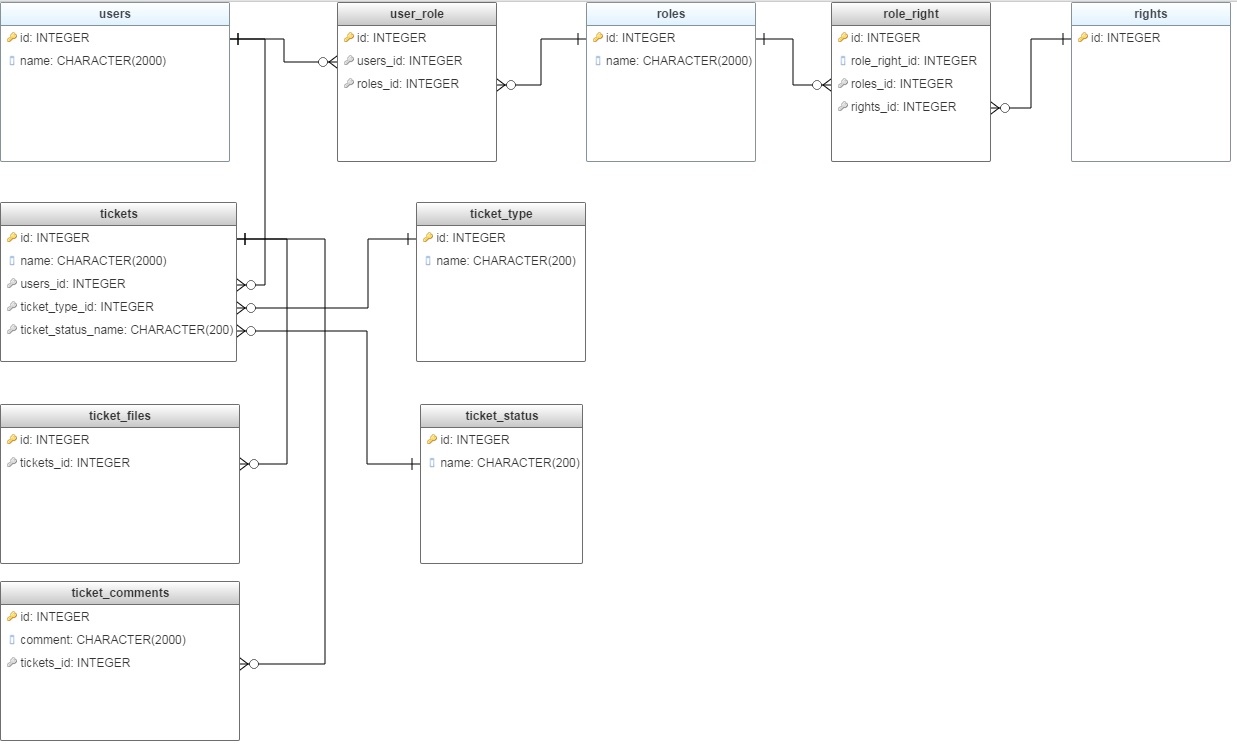 users
id: INTEGER
name: CHARACTER(2000)
user_role
id: INTEGER
users_id: INTEGER
roles_id: INTEGER
roles
id: INTEGER
name: CHARACTER(2000)
role_right
id: INTEGER
role_right_id: INTEGER
roles_id: INTEGER
rights_id: INTEGER
rights
id: INTEGER
tickets
id: INTEGER
name: CHARACTER(2000)
users_id: INTEGER
ticket_type_id: INTEGER
ticket_status_name: CHARACTER(200)
ticket_type
id: INTEGER
name: CHARACTER(200)
ticket_files
id: INTEGER
tickets_id: INTEGER
ticket_status
id: INTEGER
name: CHARACTER(200)
ticket_comments
id: INTEGER
comment: CHARACTER(2000)
tickets_id: INTEGER